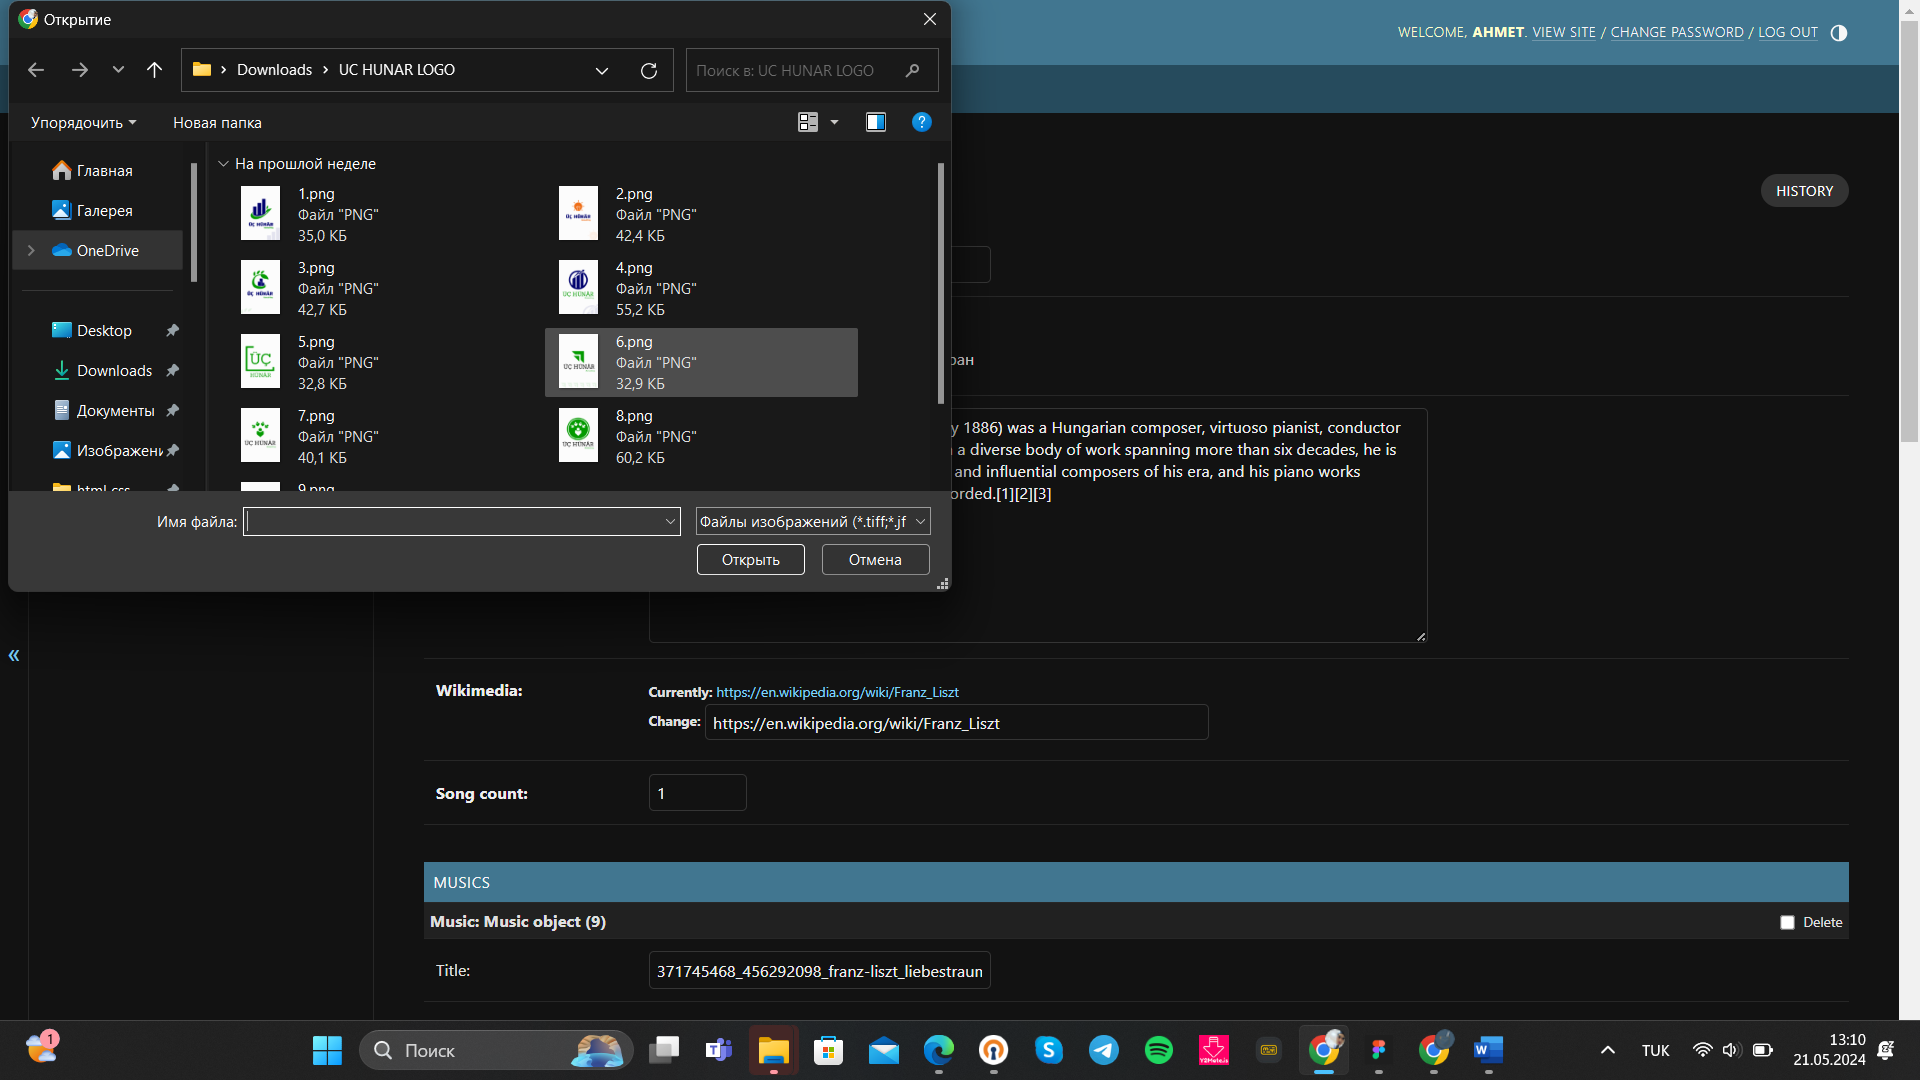 Открытие
WELCOME, AHMET. VIEW SITE / CHANGE PASSWORD / LOG OUT
Downloads > UC HUNAR LOGO
Поиск в: UC HUNAR LOGO
Упорядочить
Новая папка
Главная
Галерея
OneDrive
Desktop
Downloads
Документы
Изображени
html css
На прошлой неделе
1.png
Файл "PNG"
35,0 КБ
2.png
Файл "PNG"
42,4 КБ
3.png
Файл "PNG"
42,7 КБ
4.png
Файл "PNG"
55,2 КБ
5.png
Файл "PNG"
32,8 КБ
6.png
Файл "PNG"
32,9 КБ
7.png
Файл "PNG"
40,1 КБ
8.png
Файл "PNG"
60,2 КБ
9.png
Имя файла:
Файлы изображений (*.tiff;*.jf
Открыть
Отмена
HISTORY
ран
y 1886) was a Hungarian composer, virtuoso pianist, conductor
a diverse body of work spanning more than six decades, he is
and influential composers of his era, and his piano works
orded.[1][2][3]
«
Wikimedia:
Currently: https://en.wikipedia.org/wiki/Franz_Liszt
Change: https://en.wikipedia.org/wiki/Franz_Liszt
Song count:
1
MUSICS
Music: Music object (9)
Delete
Title:
371745468_456292098_franz-liszt_liebestraun
1
Поиск
TUK
13:10
21.05.2024